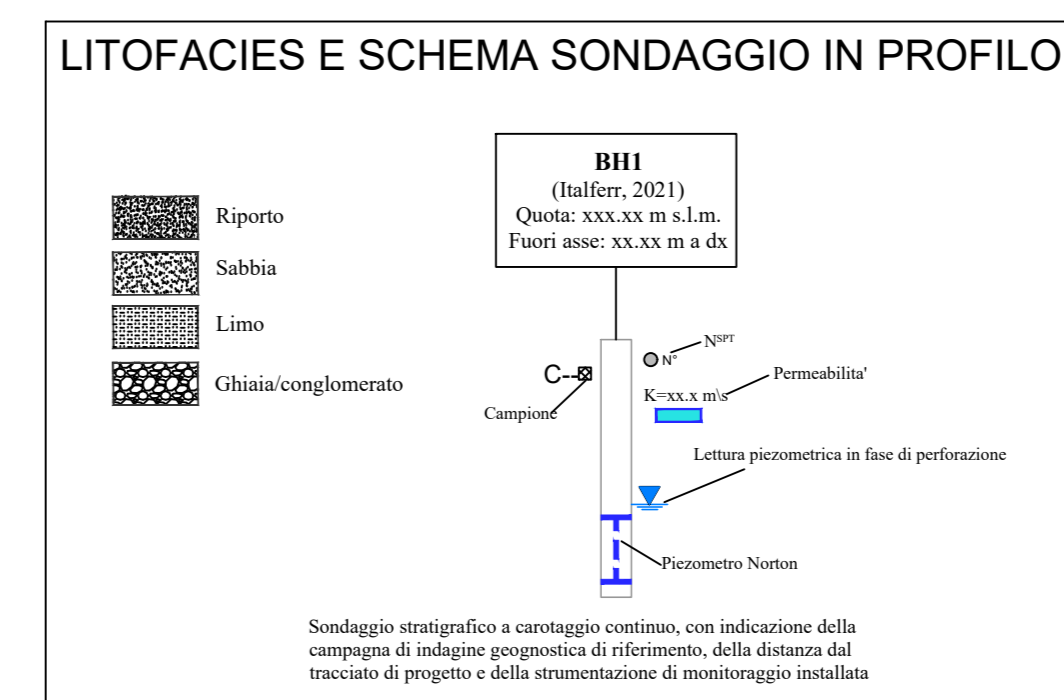 LITOFACIES E SCHEMA SONDAGGIO IN PROFILO
Riporto
Sabbia
Limo
Ghiaia/conglomerato
BH1
(Italferr, 2021)
Quota: xxx.xx m s.l.m.
Fuori asse: xx.xx m a dx
N°
NSPT
C--
Campione
Permeabilita'
K=xx.x m\s
Lettura piezometrica in fase di perforazione
Piezometro Norton
Sondaggio stratigrafico a carotaggio continuo, con indicazione della
campagna di indagine geognostica di riferimento, della distanza dal
tracciato di progetto e della strumentazione di monitoraggio installata